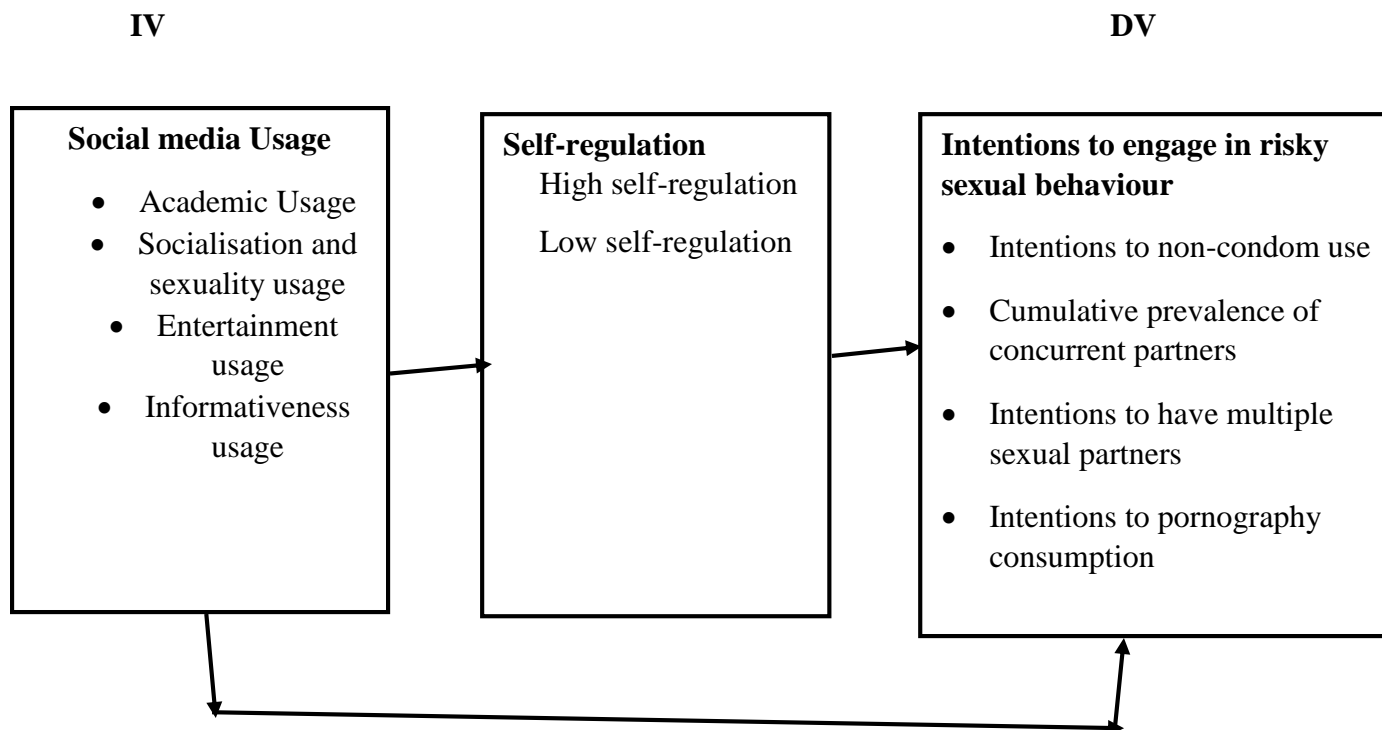 IV
DV
Social media Usage
• Academic Usage
• Socialisation and
sexuality usage
• Entertainment
usage
• Informativeness
usage
Self-regulation
High self-regulation
Low self-regulation
Intentions to engage in risky
sexual behaviour
• Intentions to non-condom use
• Cumulative prevalence of
concurrent partners
• Intentions to have multiple
sexual partners
• Intentions to pornography
consumption